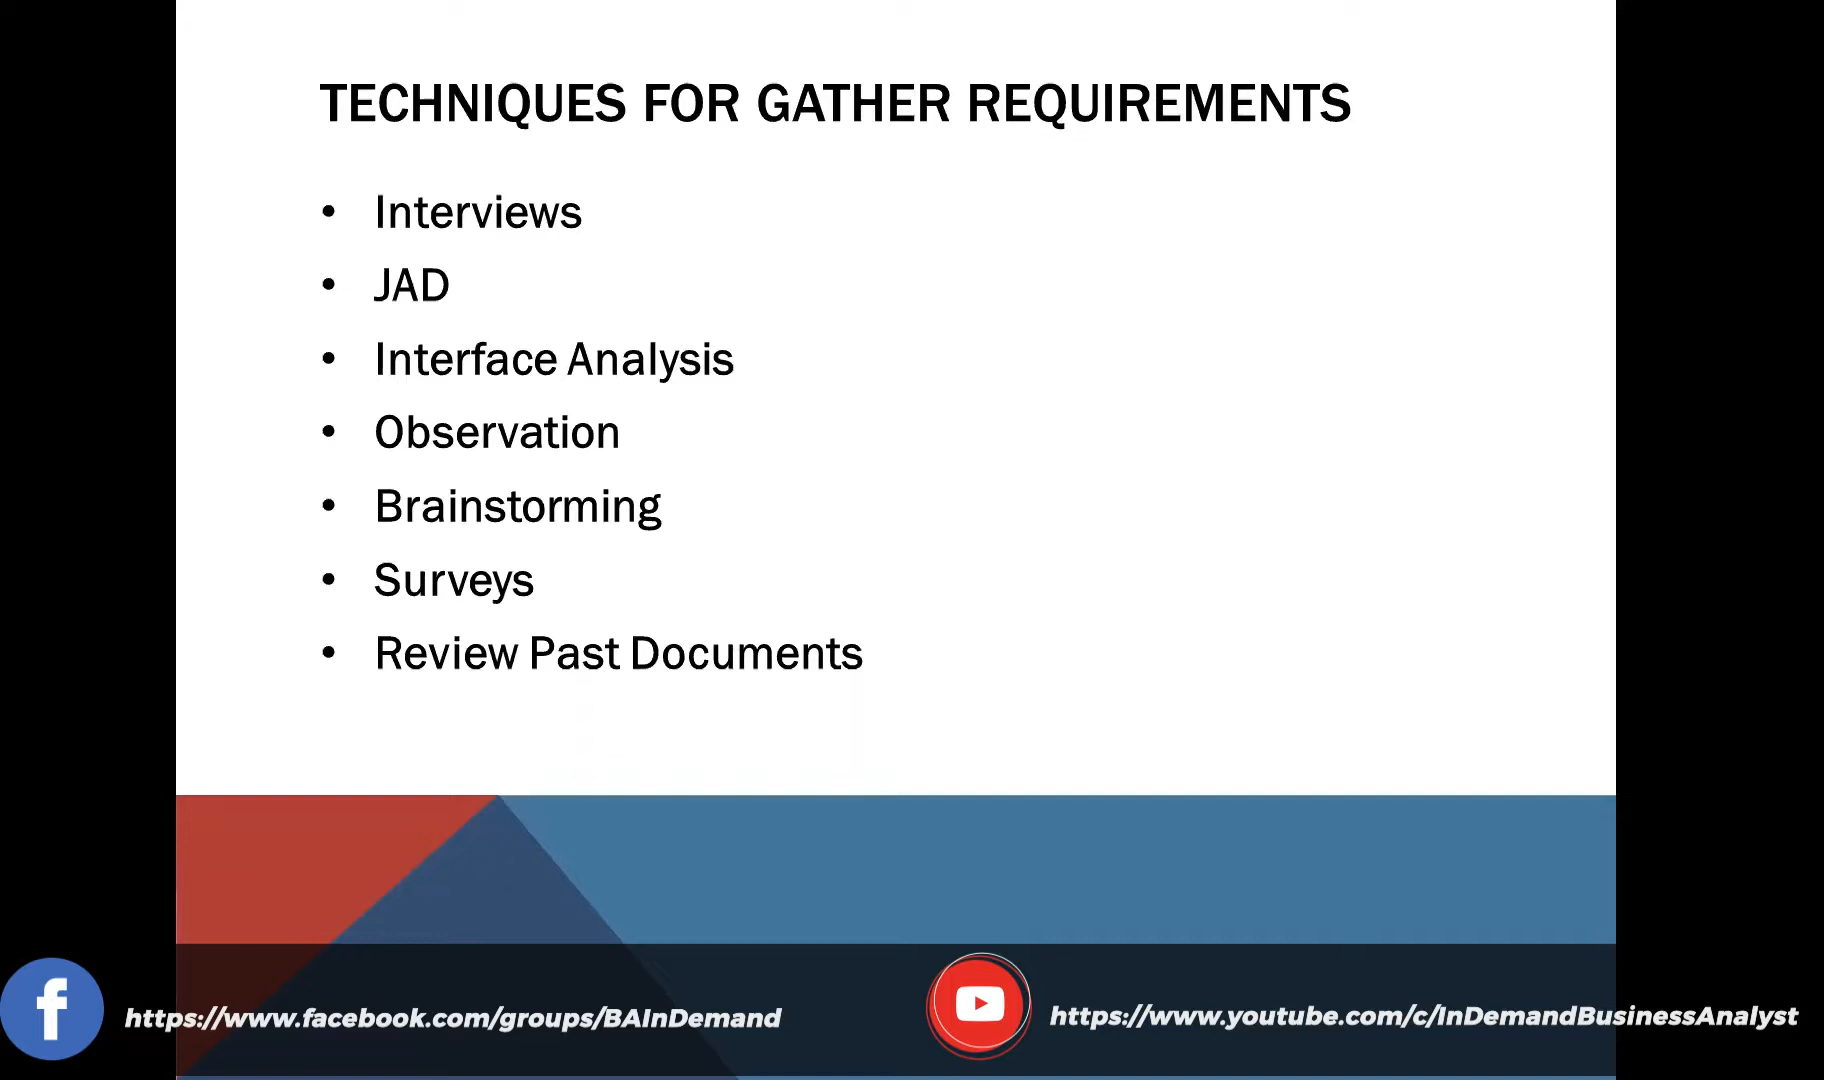 TECHNIQUES FOR GATHER REQUIREMENTS
• Interviews
• JAD
• Interface Analysis
• Observation
• Brainstorming
• Surveys
• Review Past Documents
https://www.facebook.com/groups/BAInDemand
https://www.youtube.com/c/InDemandBusinessAnalyst